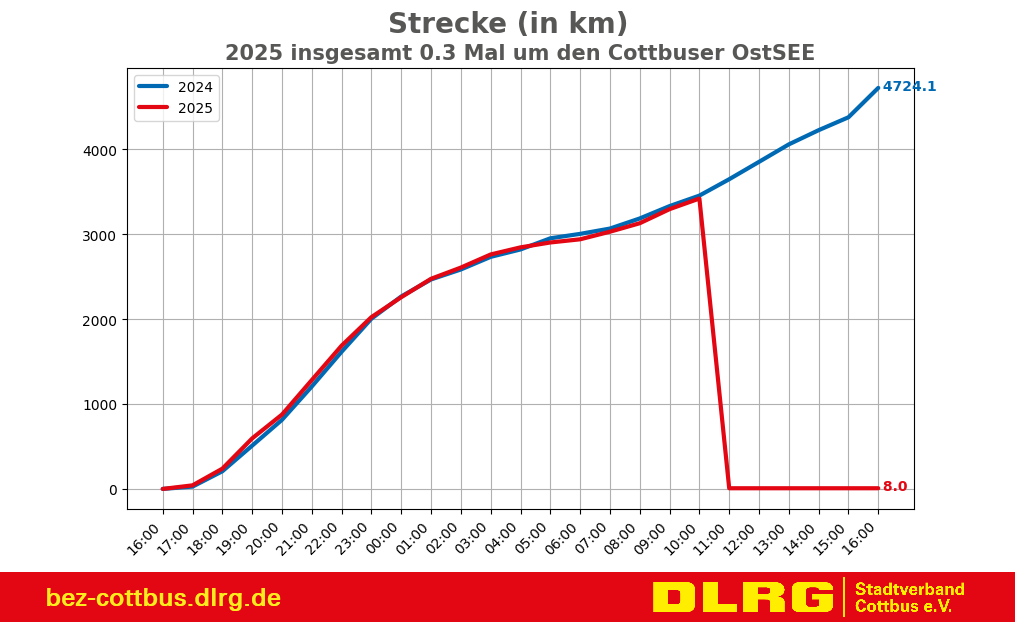 Strecke (in km)
2025 insgesamt 0.3 Mal um den Cottbuser OstSEE
2024
2025
4724.1
8.0
4000
3000
2000
1000
0
16:00 17:00 18:00 19:00 20:00 21:00 22:00 23:00 00:00 01:00 02:00 03:00 04:00 05:00 06:00 07:00 08:00 09:00 10:00 11:00 12:00 13:00 14:00 15:00 16:00
bez-cottbus.dlrg.de
DLRG
Stadtverband
Cottbus e.V.